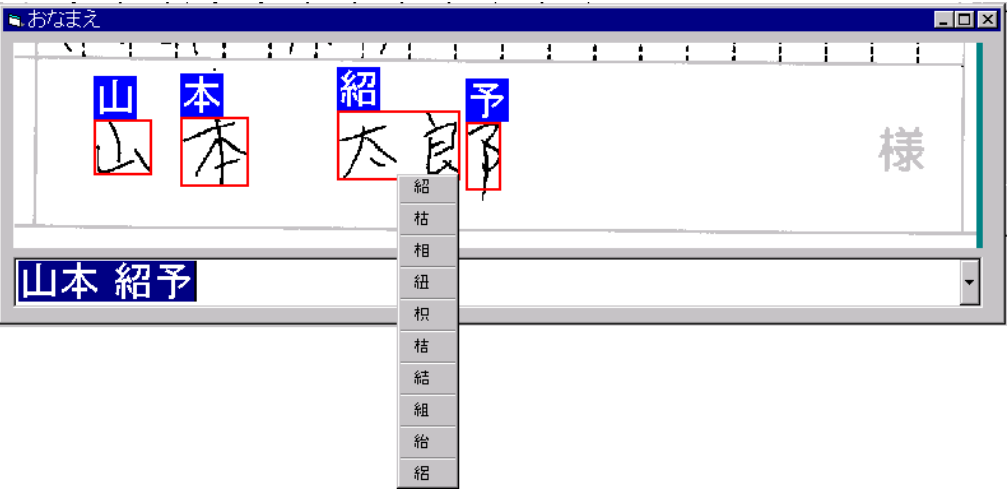 おなまえ
山 本 紹 予
山本 太郎
様
山本 紹予
紹
枯
相
紐
枳
桔
結
組
紿
絽